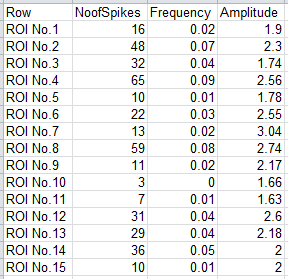 Row NoofSpikes Frequency Amplitude
ROI No.1 16 0.02 1.9
ROI No.2 48 0.07 2.3
ROI No.3 32 0.04 1.74
ROI No.4 65 0.09 2.56
ROI No.5 10 0.01 1.78
ROI No.6 22 0.03 2.55
ROI No.7 13 0.02 3.04
ROI No.8 59 0.08 2.74
ROI No.9 11 0.02 2.17
ROI No.10 3 0 1.66
ROI No.11 7 0.01 1.63
ROI No.12 31 0.04 2.6
ROI No.13 29 0.04 2.18
ROI No.14 36 0.05 2
ROI No.15 10 0.01 2